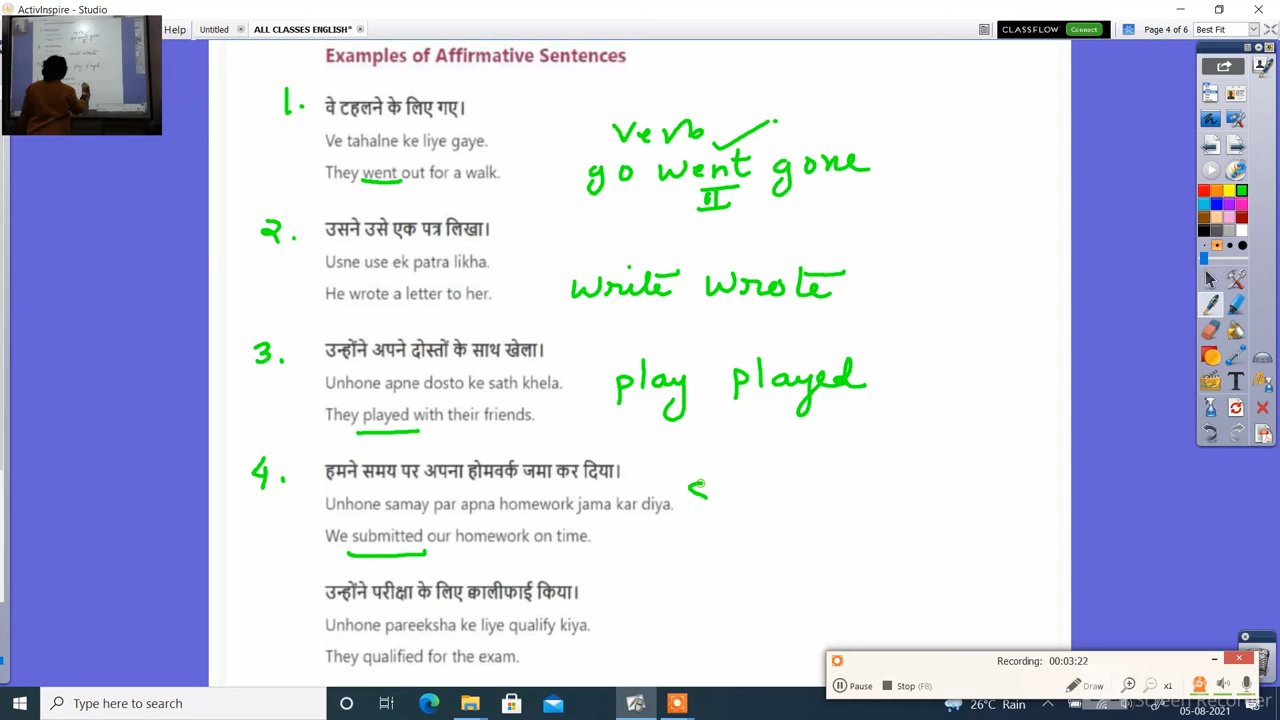 ActivInspire - Studio
Help Untitled ALL CLASSES ENGLISH* CLASSFLOW Connect Page 4 of 6 Best Fit
Examples of Affirmative Sentences
1. वे टहलने के लिए गए।
Ve tahalne ke liye gaye.
They went out for a walk.
verb
go went gone
II
2. उसने उसे एक पत्र लिखा।
Usne use ek patra likha.
He wrote a letter to her.
write wrote
3. उन्होंने अपने दोस्तों के साथ खेला।
Unhone apne dosto ke sath khela.
They played with their friends.
play played
4. हमने समय पर अपना होमवर्क जमा कर दिया।
Unhone samay par apna homework jama kar diya.
We submitted our homework on time.
उन्होंने परीक्षा के लिए क्वालीफाई किया।
Unhone pareeksha ke liye qualify kiya.
They qualified for the exam.
Recording: 00:03:22
Pause Stop (F8) Draw x1
Screen Recorder
Type here to search
26°C Rain
05-08-2021